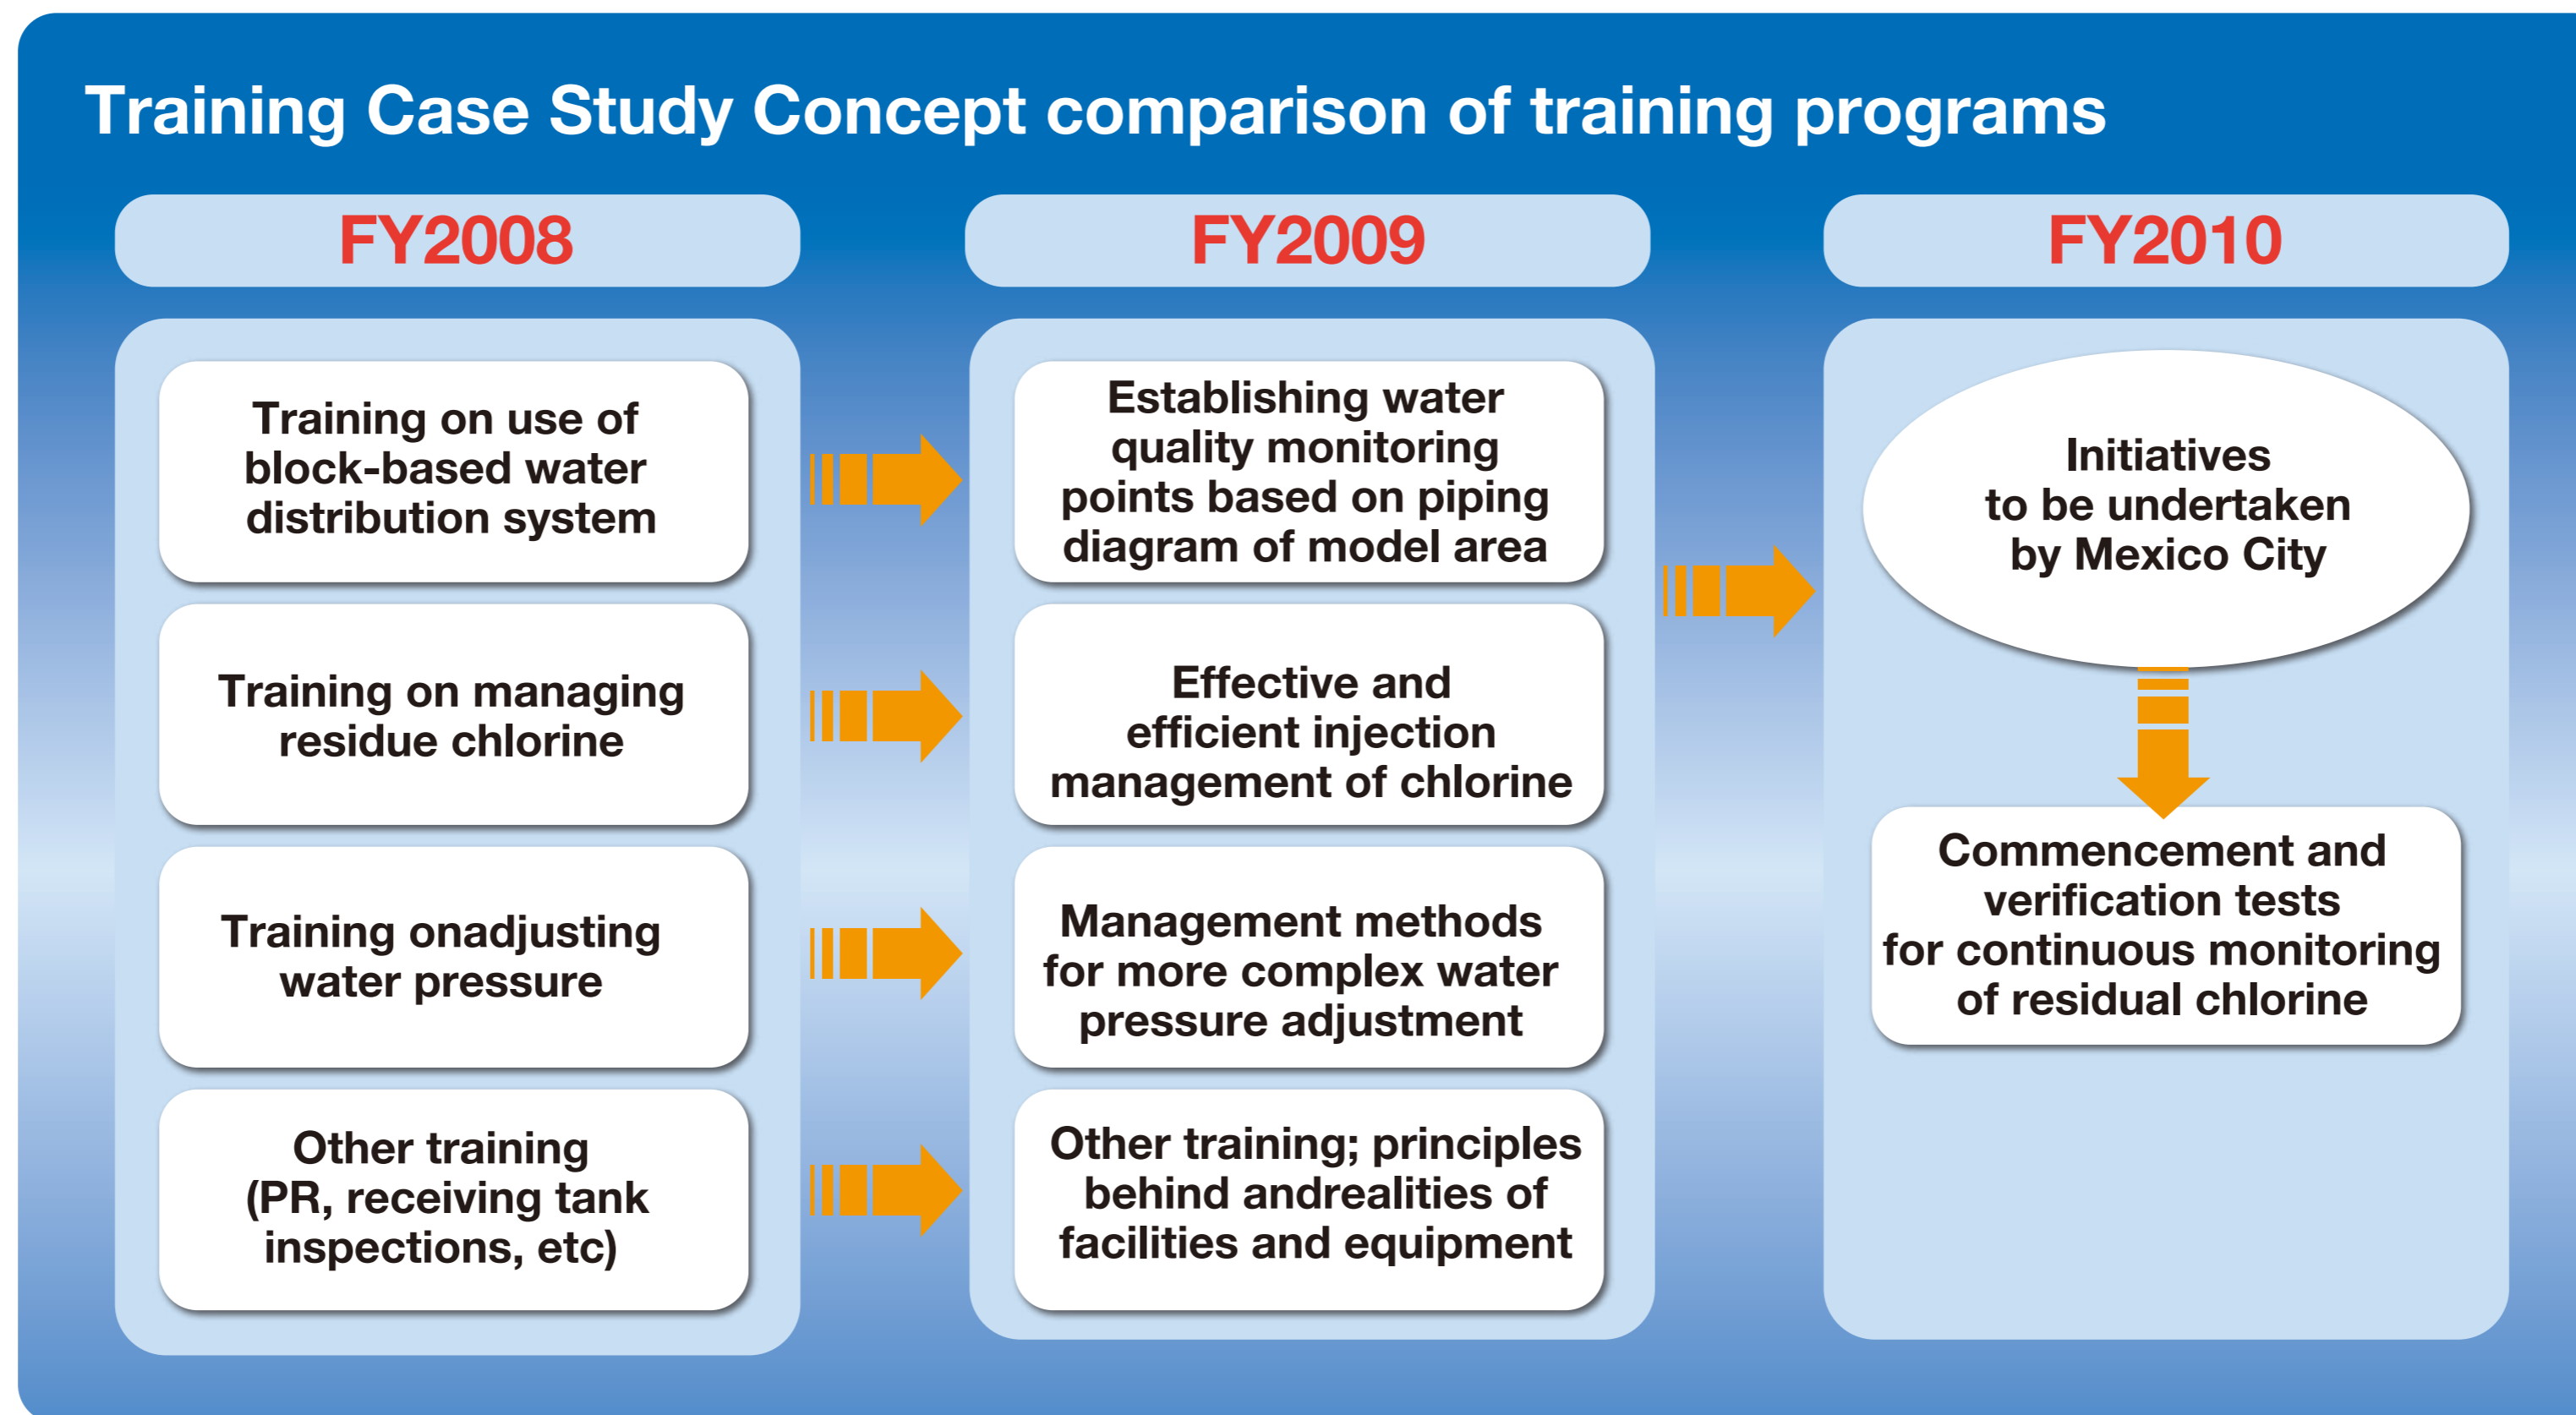 Training Case Study Concept comparison of training programs
FY2008
Training on use of
block-based water
distribution system
Training on managing
residue chlorine
Training onadjusting
water pressure
Other training
(PR, receiving tank
inspections, etc)
FY2009
Establishing water
quality monitoring
points based on piping
diagram of model area
Effective and
efficient injection
management of chlorine
Management methods
for more complex water
pressure adjustment
Other training; principles
behind andrealities of
facilities and equipment
FY2010
Initiatives
to be undertaken
by Mexico City
Commencement and
verification tests
for continuous monitoring
of residual chlorine